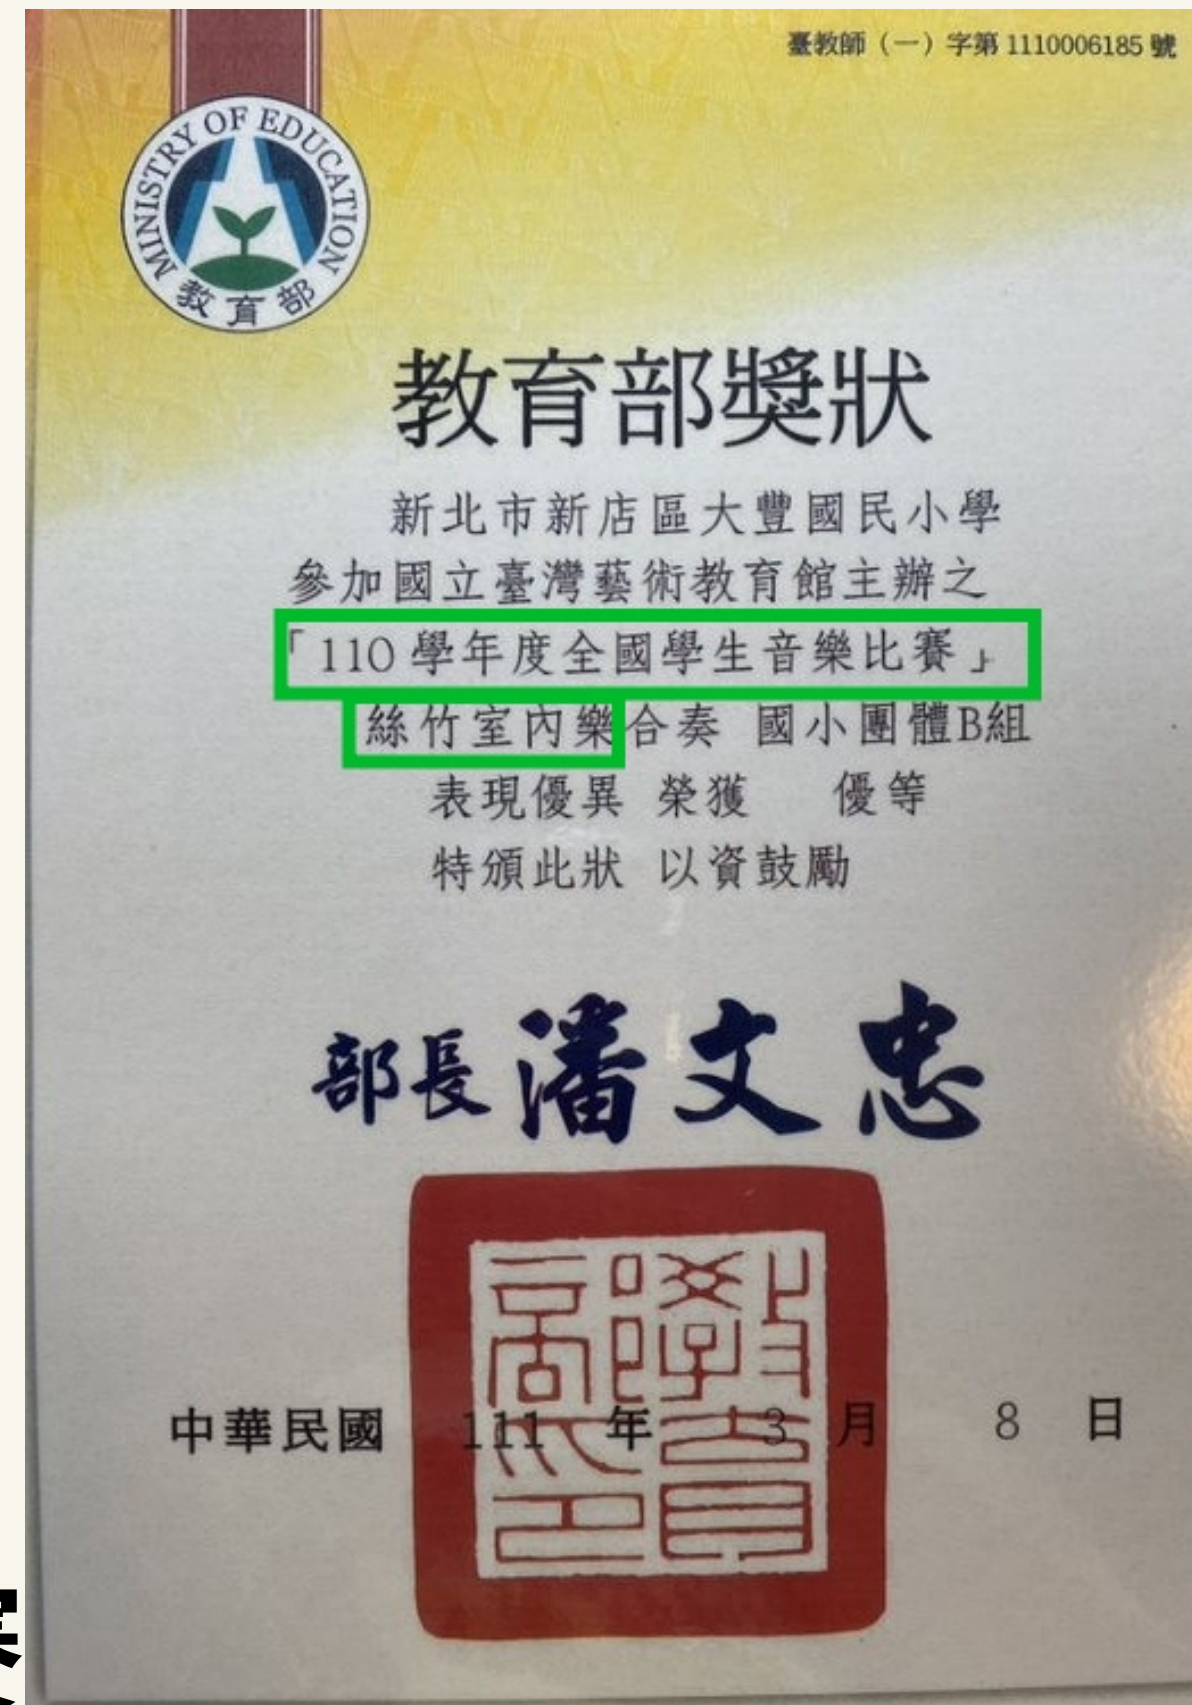 臺教師（一）字第 1110006185 號
MINISTRY OF EDUCATION
教育部
教育部獎狀
新北市新店區大豐國民小學
參加國立臺灣藝術教育館主辦之
「110 學年度全國學生音樂比賽」
絲竹室內樂合奏 國小團體B組
表現優異 榮獲 優等
特頒此狀 以資鼓勵
部長 潘文忠
教育部印
中華民國 111 年 3 月 8 日